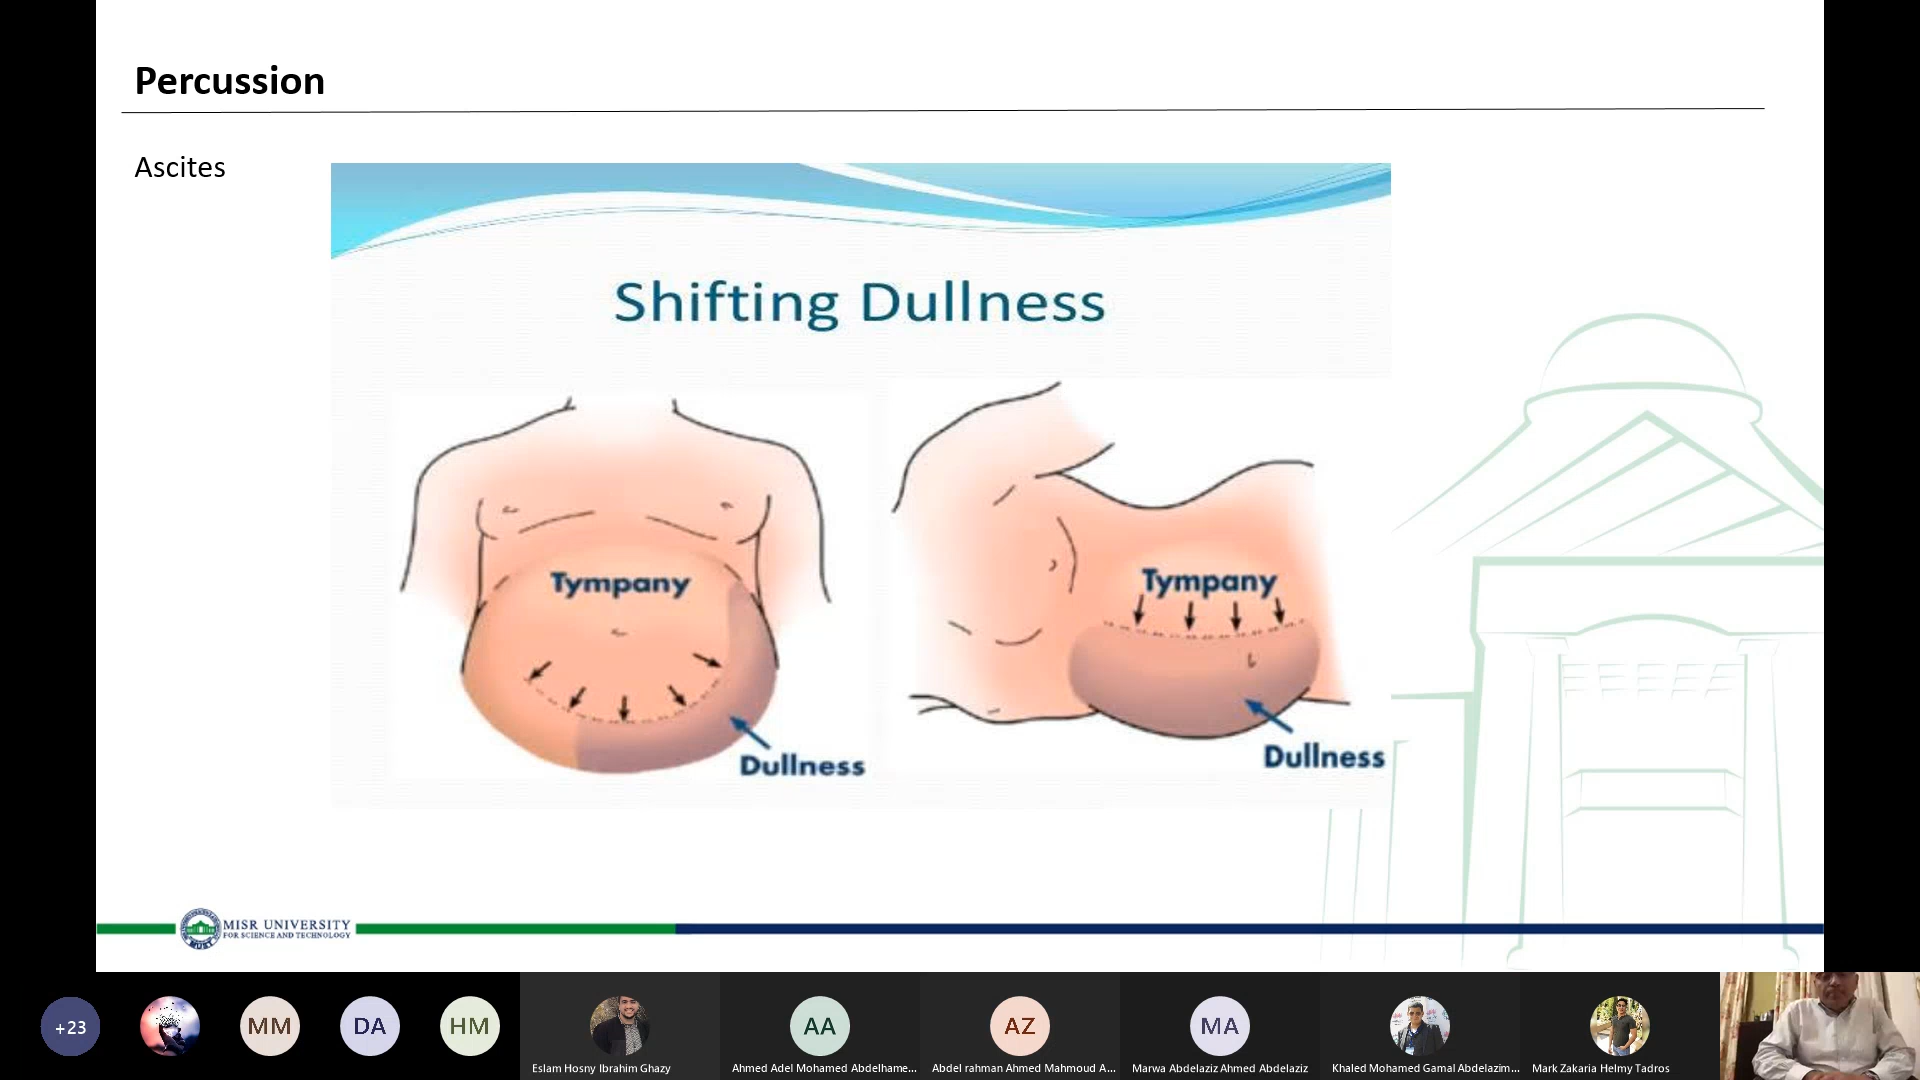 Percussion
Ascites
Shifting Dullness
Tympany
Dullness
Tympany
Dullness
MISR UNIVERSITY
FOR SCIENCE AND TECHNOLOGY
MUST
+23
MM
DA
HM
Eslam Hosny Ibrahim Ghazy
AA
Ahmed Adel Mohamed Abdelhame...
AZ
Abdel rahman Ahmed Mahmoud A...
MA
Marwa Abdelaziz Ahmed Abdelaziz
Khaled Mohamed Gamal Abdelazim...
Mark Zakaria Helmy Tadros